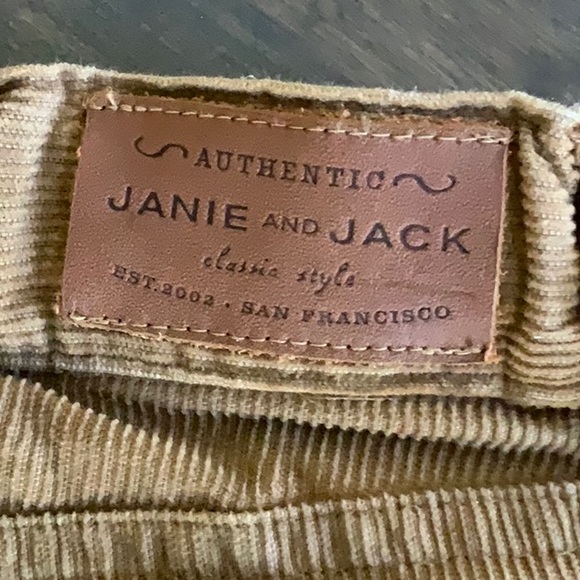 AUTHENTIC
JANIE AND JACK
classic style
EST. 2002 • SAN FRANCISCO